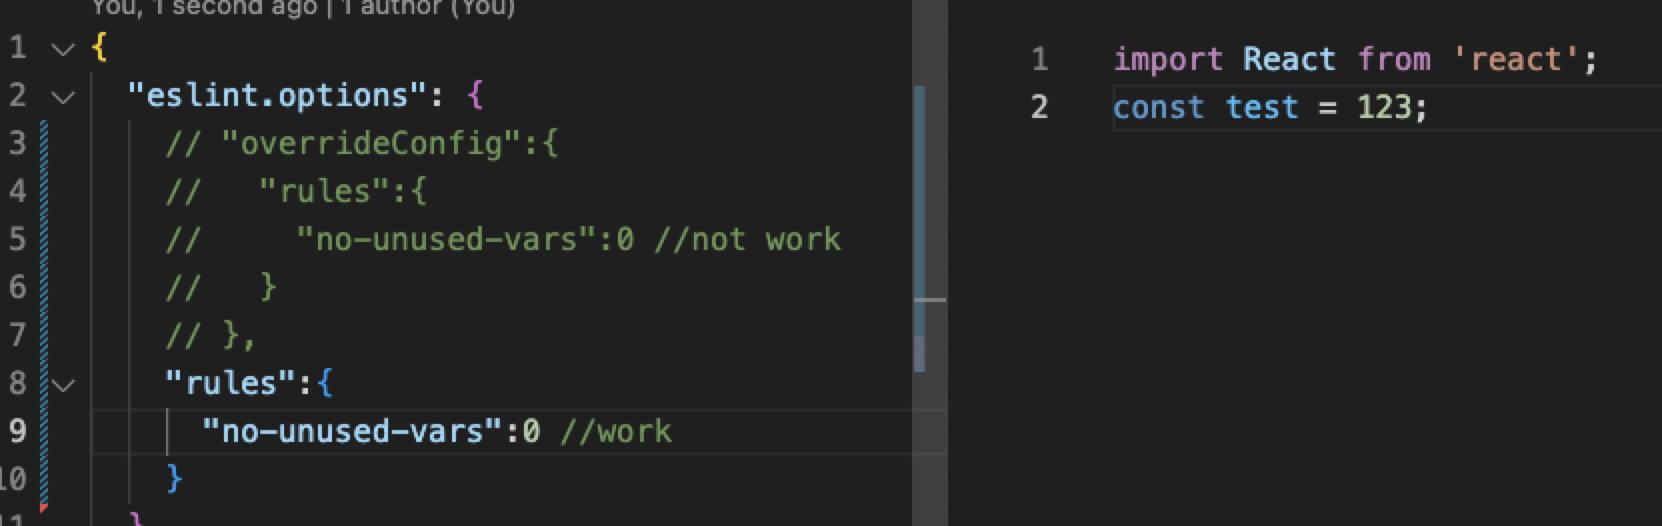 You, 1 second ago | 1 author (You)
1 {
2 "eslint.options": {
3 // "overrideConfig":{
4 //   "rules":{
5 //     "no-unused-vars":0 //not work
6 //   }
7 // },
8 "rules":{
9 "no-unused-vars":0 //work
10 }
11 }
1 import React from 'react';
2 const test = 123;